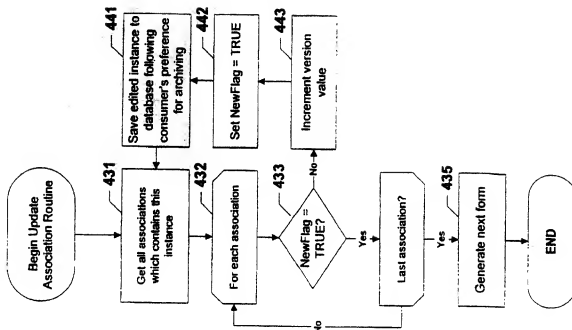 Begin Update
Association Routine
431
Get all associations
which contains this
instance
432
For each association
433
NewFlag =
TRUE?
No
Yes
Last association?
No
Yes
435
Generate next form
END
441
Save edited instance to
database following
consumer's preference
for archiving
442
Set NewFlag = TRUE
443
Increment version
value